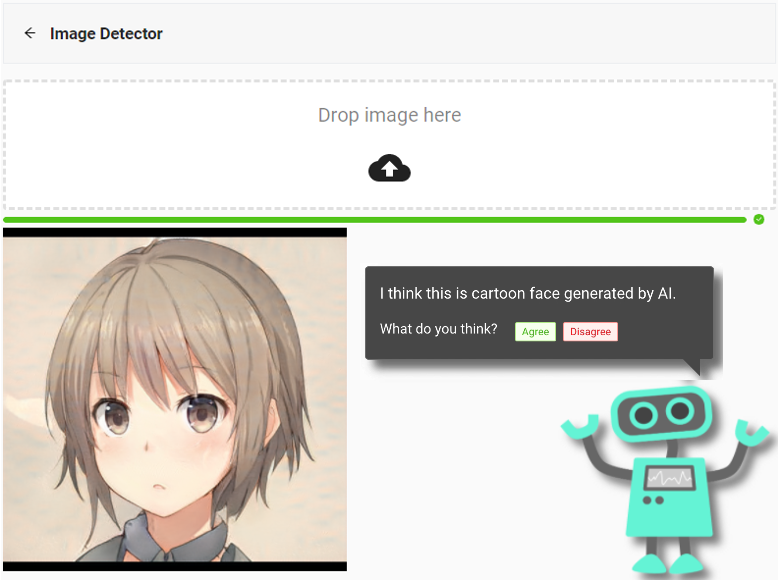 Image Detector
Drop image here
I think this is cartoon face generated by AI.
What do you think? Agree Disagree